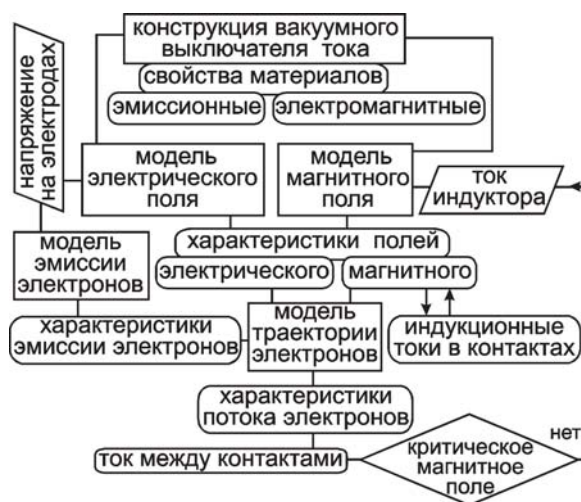 конструкция вакуумного
выключателя тока
напряжение
на электродах
свойства материалов
эмиссионные
электромагнитные
модель
электрического
поля
модель
магнитного
поля
ток
индуктора
модель
эмиссии
электронов
характеристики полей
электрического
магнитного
характеристики
эмиссии электронов
модель
траектории
электронов
индукционные
токи в контактах
характеристики
потока электронов
ток между контактами
критическое
магнитное
поле
нет